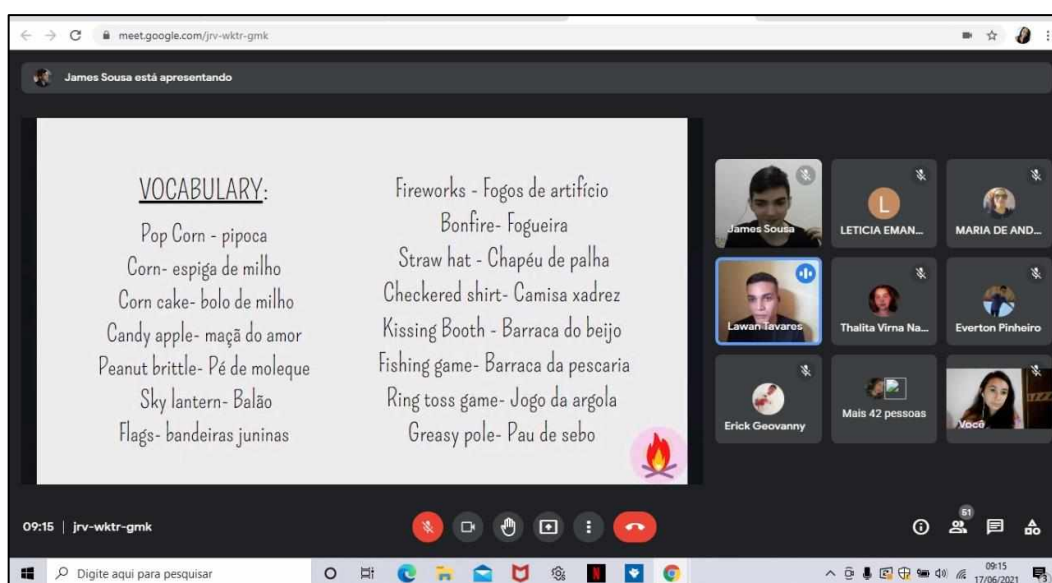 meet.google.com/jrv-wktr-gmk
James Sousa está apresentando
VOCABULARY:
Pop Corn - pipoca
Corn- espiga de milho
Corn cake- bolo de milho
Candy apple- maçã do amor
Peanut brittle- Pé de moleque
Sky lantern- Balão
Flags- bandeiras juninas
Fireworks - Fogos de artifício
Bonfire- Fogueira
Straw hat - Chapéu de palha
Checkered shirt- Camisa xadrez
Kissing Booth - Barraca do beijo
Fishing game- Barraca da pescaria
Ring toss game- Jogo da argola
Greasy pole- Pau de sebo
James Sousa
L
LETICIA EMAN...
MARIA DE AND...
Lawan Tavares
Thalita Virna Na...
Everton Pinheiro
Erick Geovanny
Mais 42 pessoas
Você
09:15 | jrv-wktr-gmk
51
Digite aqui para pesquisar
N
09:15
17/06/2021